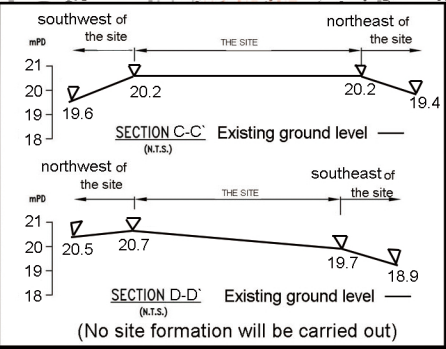 southwest of
the site
northeast of
the site
mPD
THE SITE
21
20
19
18
19.6
20.2
20.2
19.4
SECTION C-C`
(N.T.S.)
Existing ground level
northwest of
the site
southeast of
the site
mPD
THE SITE
21
20
19
18
20.5
20.7
19.7
18.9
SECTION D-D`
(N.T.S.)
Existing ground level
(No site formation will be carried out)